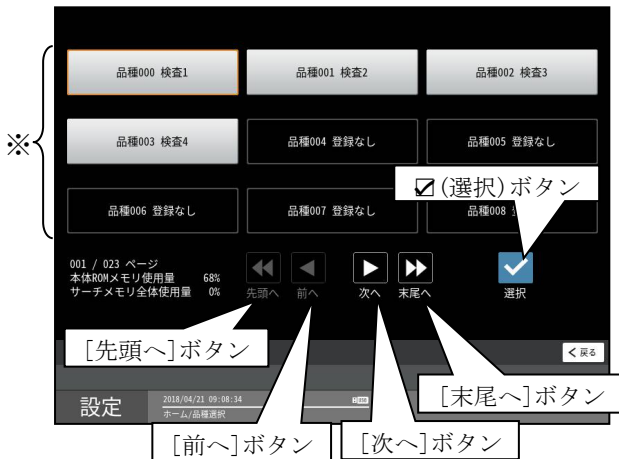 品種000 検査1
品種001 検査2
品種002 検査3
※
品種003 検査4
品種004 登録なし
品種005 登録なし
☑(選択)ボタン
品種006 登録なし
品種007 登録なし
品種008
001 / 023 ページ
本体ROMメモリ使用量 68%
サーチメモリ全体使用量 0%
先頭へ
前へ
次へ
末尾へ
選択
[先頭へ]ボタン
く戻る
[末尾へ]ボタン
設定
2018/04/21 09:08:34
ホーム/品種選択
[前へ]ボタン
[次へ]ボタン